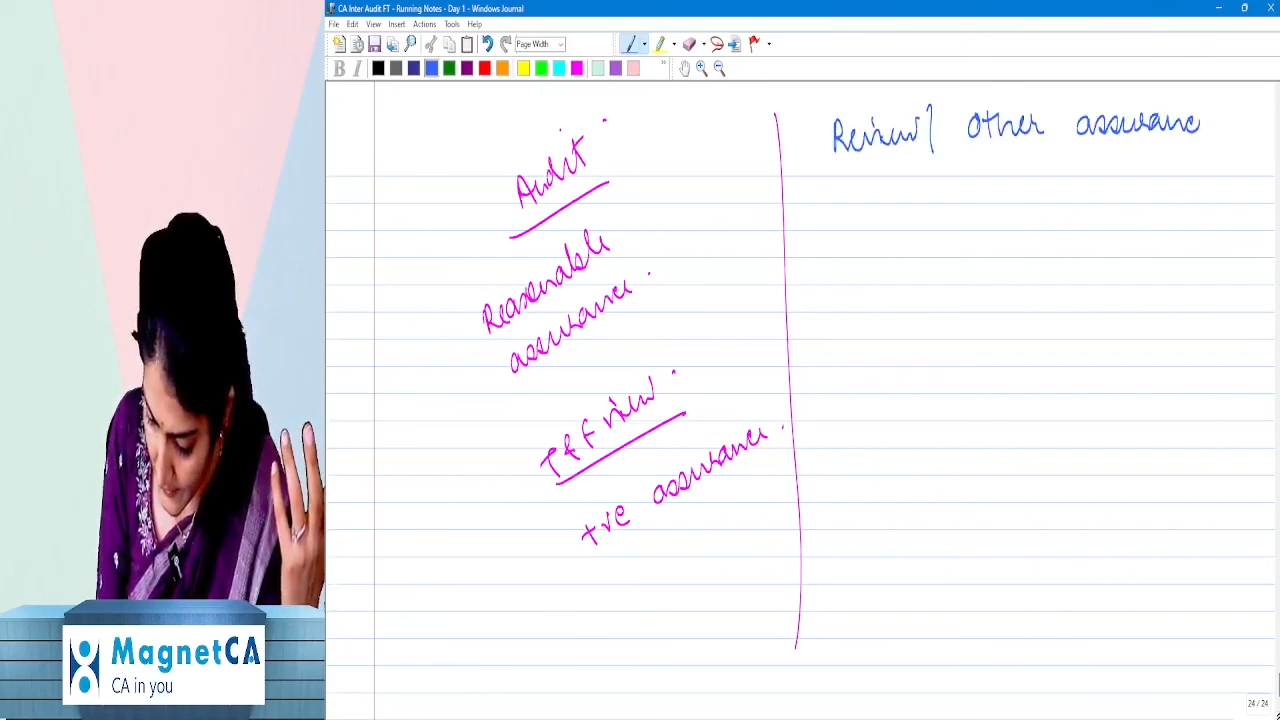 CA Inter Audit FT - Running Notes - Day 1 - Windows Journal
File Edit View Insert Actions Tools Help
Page Width
B I
Audit
Reasonable
assurance.
T & F view.
+ve assurance.
Review/ Other assurance
MagnetCA
CA in you
24 / 24